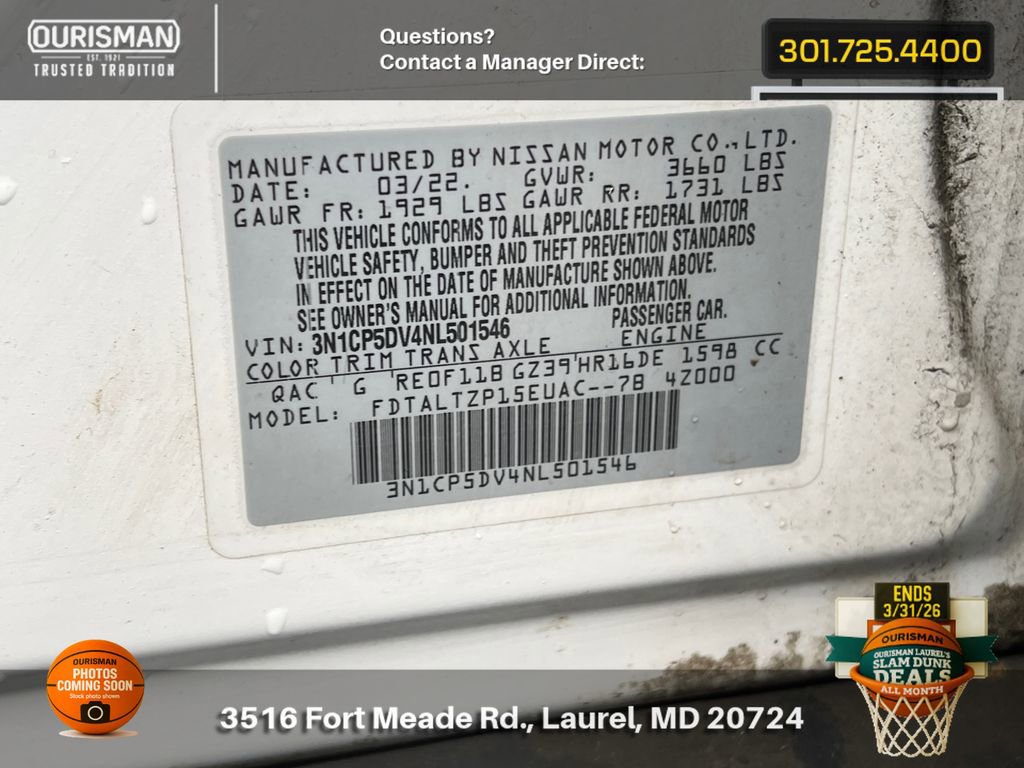 OURISMAN
EST. 1921
TRUSTED TRADITION
Questions?
Contact a Manager Direct:
301.725.4400
MANUFACTURED BY NISSAN MOTOR CO.,LTD.
DATE: 03/22. GVWR: 3660 LBS
GAWR FR: 1929 LBS GAWR RR: 1731 LBS
THIS VEHICLE CONFORMS TO ALL APPLICABLE FEDERAL MOTOR
VEHICLE SAFETY, BUMPER AND THEFT PREVENTION STANDARDS
IN EFFECT ON THE DATE OF MANUFACTURE SHOWN ABOVE.
SEE OWNER'S MANUAL FOR ADDITIONAL INFORMATION.
VIN: 3N1CP5DV4NL501546 PASSENGER CAR.
COLOR TRIM TRANS AXLE ENGINE
QAC G RE0F11B GZ39 HR16DE 1598 CC
MODEL: FDTALTZP15EUAC--78 4Z000
3N1CP5DV4NL501546
OURISMAN
PHOTOS
COMING SOON
Stock photo shown
3516 Fort Meade Rd., Laurel, MD 20724
ENDS
3/31/26
OURISMAN
OURISMAN LAUREL'S
SLAM DUNK
DEALS
ALL MONTH